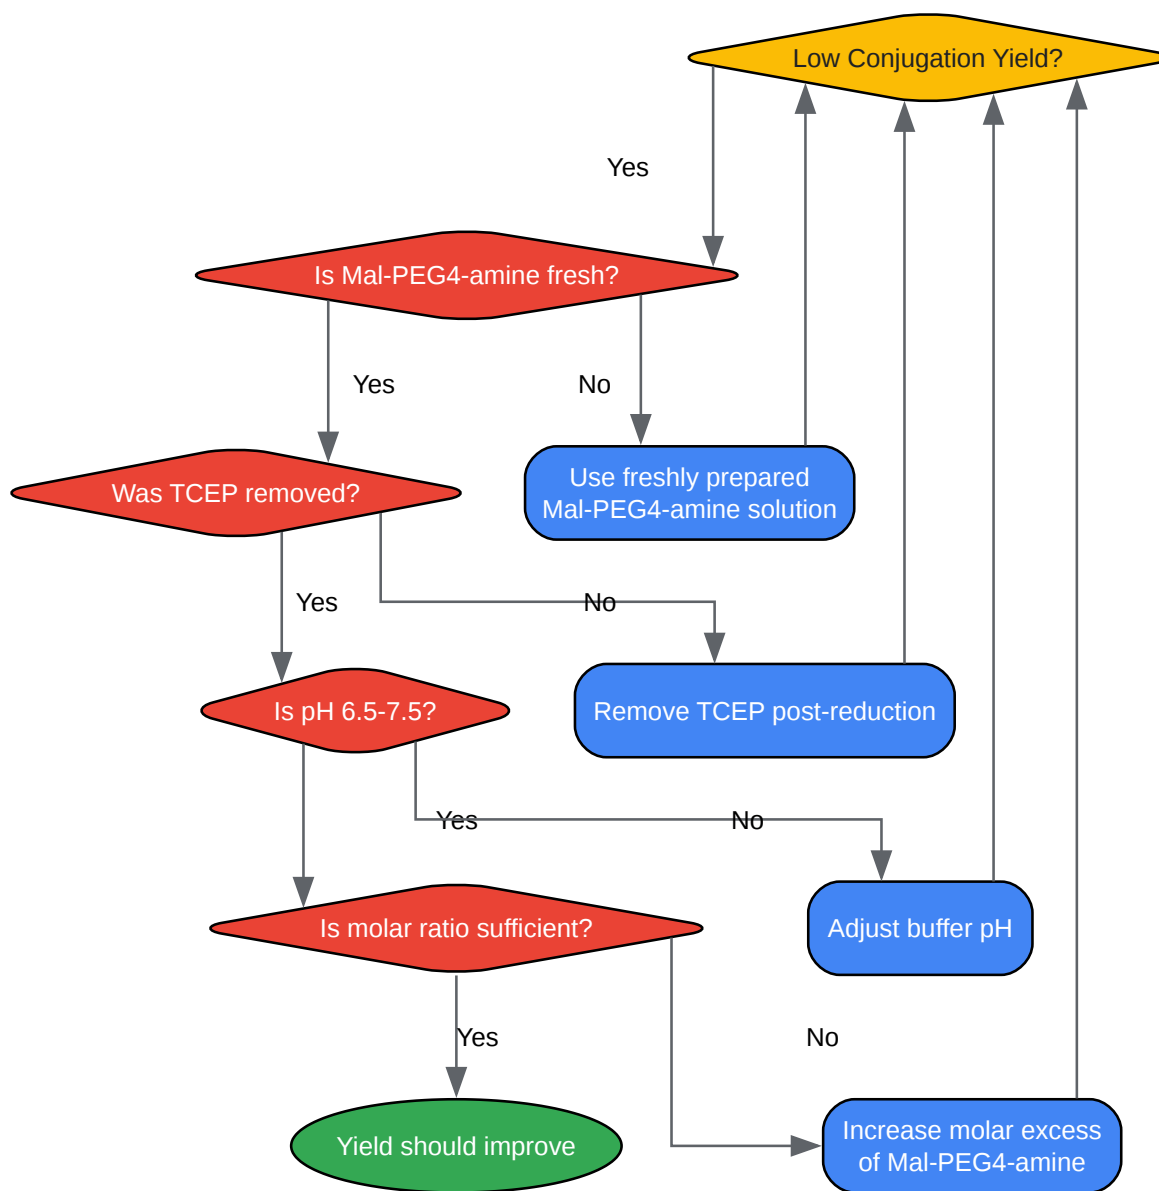 Low Conjugation Yield?
Yes
Is Mal-PEG4-amine fresh?
Yes
No
Was TCEP removed?
Use freshly prepared
Mal-PEG4-amine solution
Yes
No
Is pH 6.5-7.5?
Remove TCEP post-reduction
Yes
No
Is molar ratio sufficient?
Adjust buffer pH
Yes
No
Yield should improve
Increase molar excess
of Mal-PEG4-amine